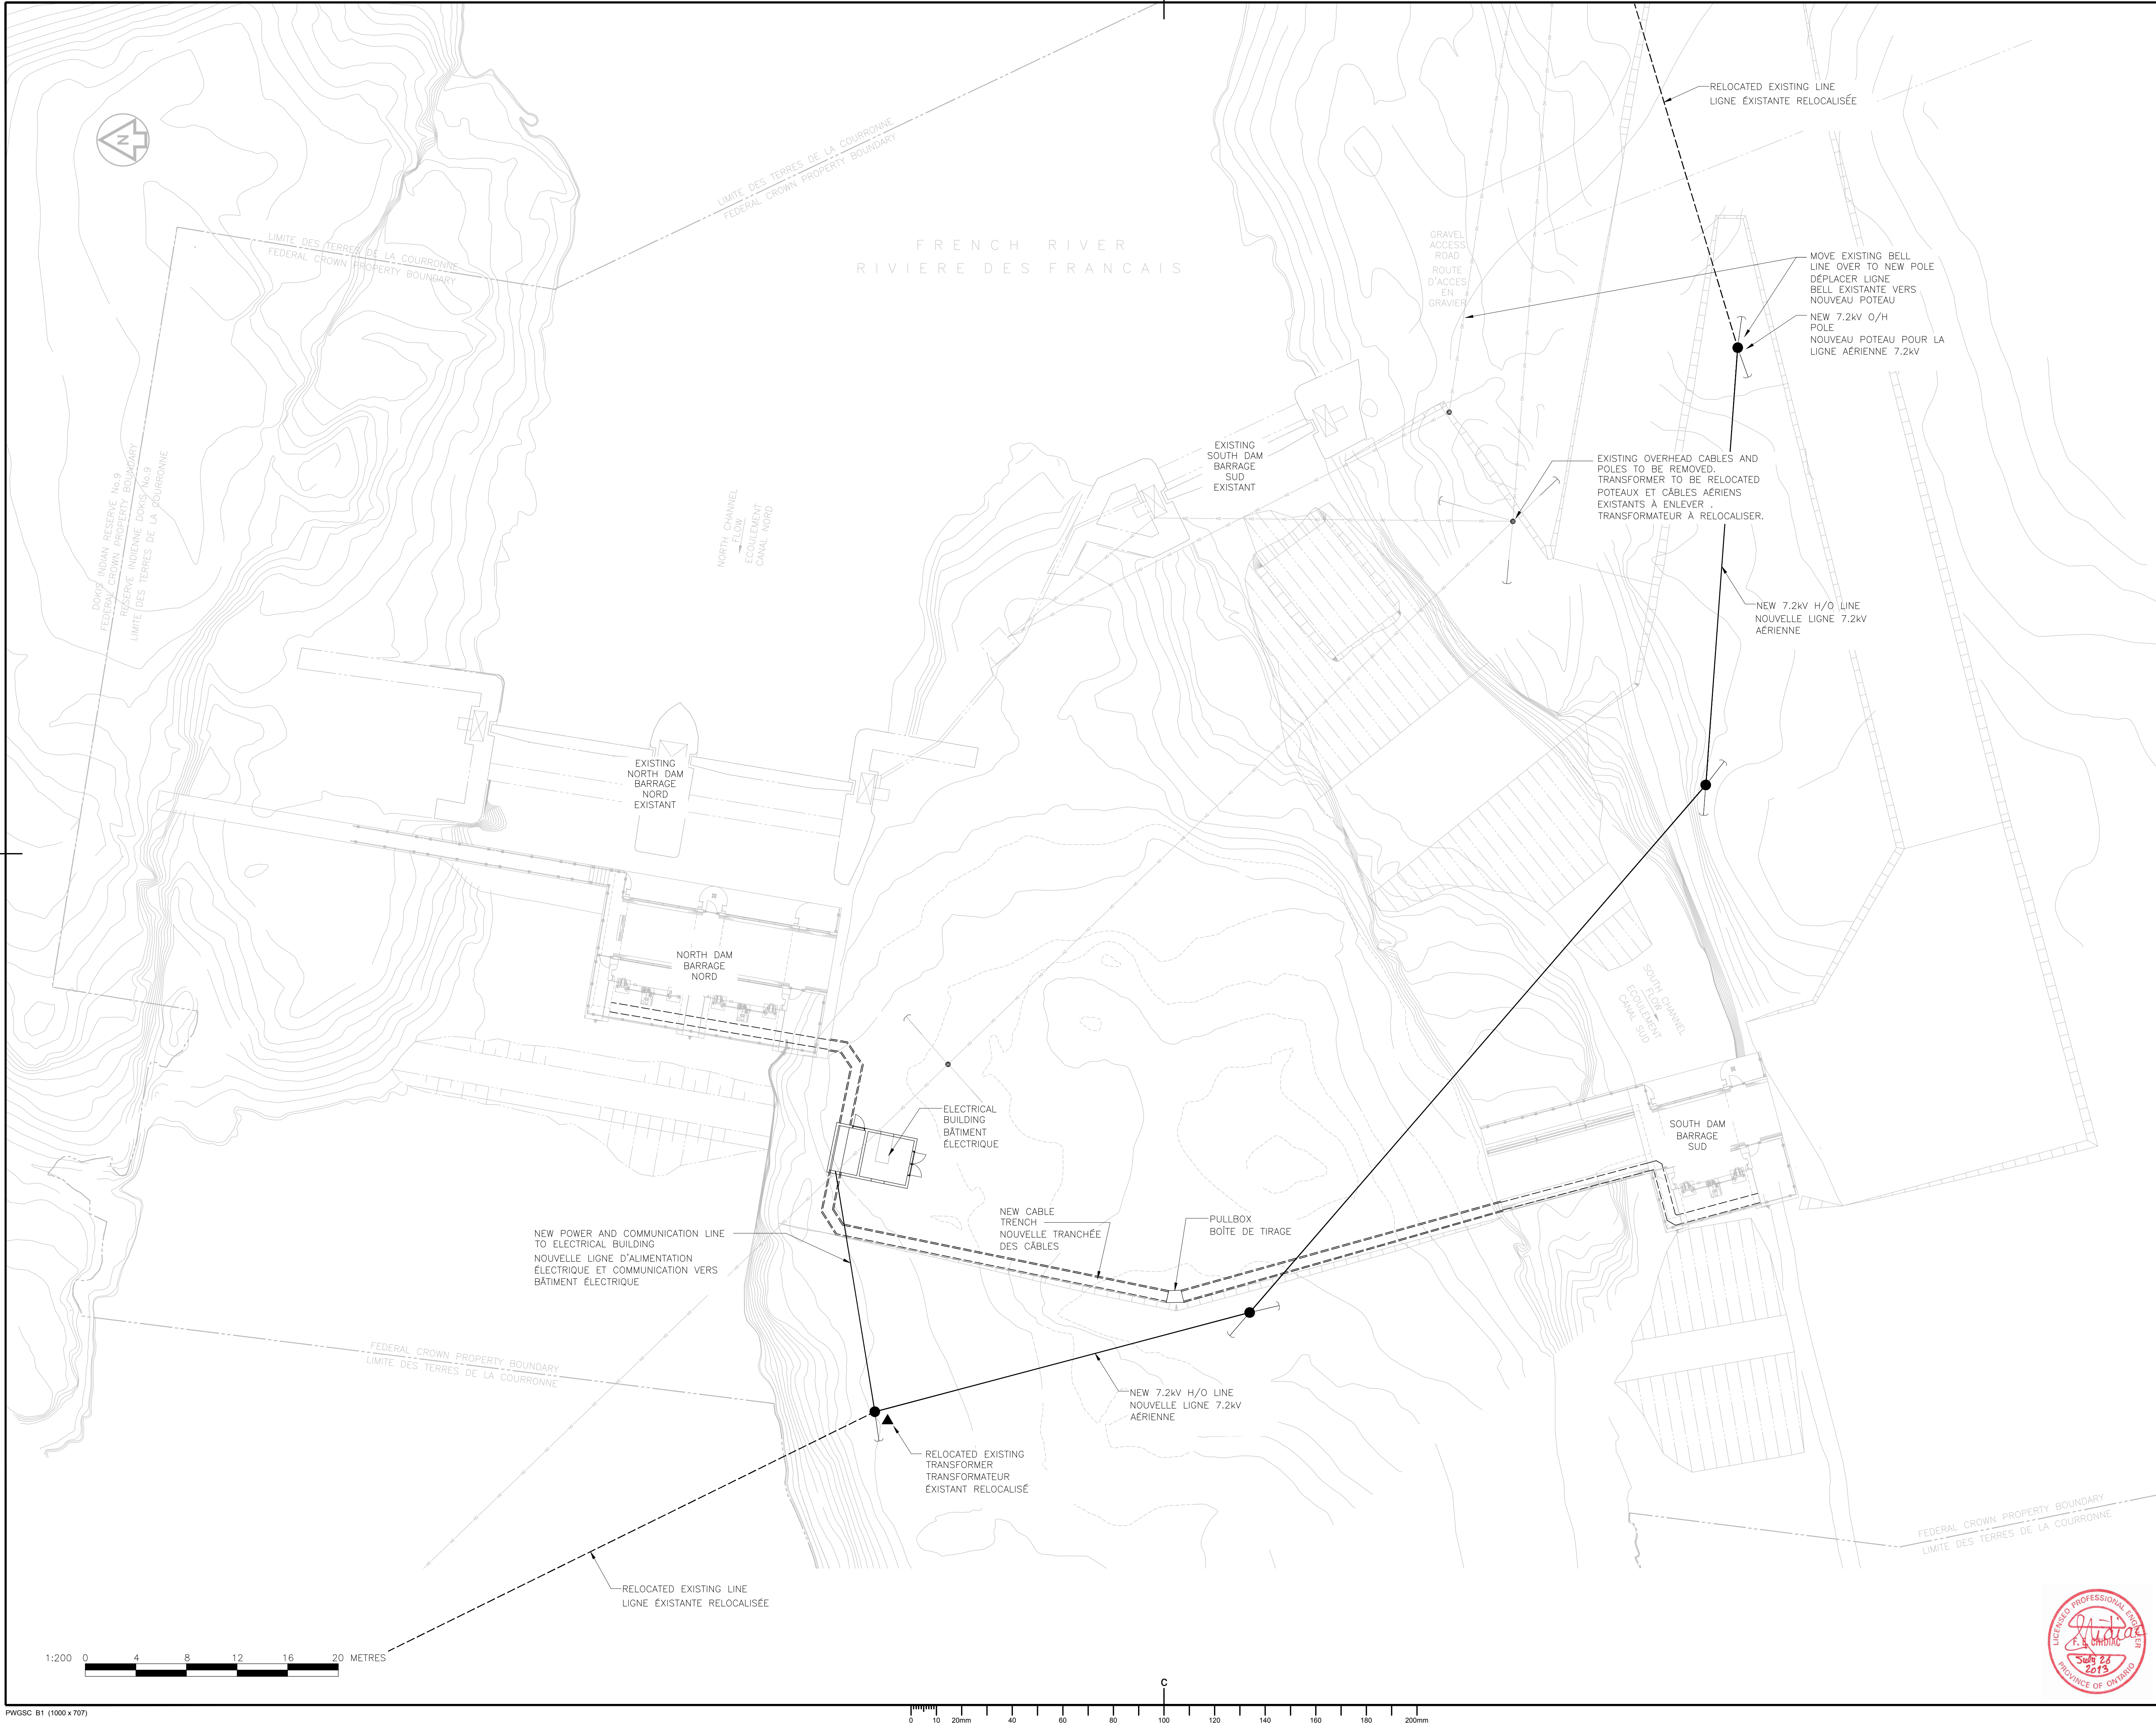 RELOCATED EXISTING LINE
LIGNE ÉXISTANTE RELOCALISÉE
LIMITE DES TERRES DE LA COURRONNE
FEDERAL CROWN PROPERTY BOUNDARY
N
LIMITE DES TERRES DE LA COURRONNE
FEDERAL CROWN PROPERTY BOUNDARY
FRENCH RIVER
RIVIERE DES FRANCAIS
GRAVEL
ACCESS
ROAD
ROUTE
D'ACCES
EN
GRAVIER
MOVE EXISTING BELL
LINE OVER TO NEW POLE
DÉPLACER LIGNE
BELL EXISTANTE VERS
NOUVEAU POTEAU
NEW 7.2kV O/H
POLE
NOUVEAU POTEAU POUR LA
LIGNE AÉRIENNE 7.2kV
EXISTING
SOUTH DAM
BARRAGE
SUD
EXISTANT
EXISTING OVERHEAD CABLES AND
POLES TO BE REMOVED.
TRANSFORMER TO BE RELOCATED
POTEAUX ET CÂBLES AÉRIENS
EXISTANTS À ENLEVER .
TRANSFORMATEUR À RELOCALISER.
DOKIS INDIAN RESERVE No.9
FEDERAL CROWN PROPERTY BOUNDARY
RESERVE INDIENNE DOKIS No.9
LIMITE DES TERRES DE LA COURRONNE
NORTH CHANNEL
FLOW
ECOULEMENT
CANAL NORD
NEW 7.2kV H/O LINE
NOUVELLE LIGNE 7.2kV
AÉRIENNE
EXISTING
NORTH DAM
BARRAGE
NORD
EXISTANT
NORTH DAM
BARRAGE
NORD
SOUTH CHANNEL
FLOW
ECOULEMENT
CANAL SUD
ELECTRICAL
BUILDING
BÂTIMENT
ÉLECTRIQUE
SOUTH DAM
BARRAGE
SUD
NEW CABLE
TRENCH
NOUVELLE TRANCHÉE
DES CÂBLES
PULLBOX
BOÎTE DE TIRAGE
NEW POWER AND COMMUNICATION LINE
TO ELECTRICAL BUILDING
NOUVELLE LIGNE D'ALIMENTATION
ÉLECTRIQUE ET COMMUNICATION VERS
BÂTIMENT ÉLECTRIQUE
FEDERAL CROWN PROPERTY BOUNDARY
LIMITE DES TERRES DE LA COURRONNE
NEW 7.2kV H/O LINE
NOUVELLE LIGNE 7.2kV
AÉRIENNE
RELOCATED EXISTING
TRANSFORMER
TRANSFORMATEUR
ÉXISTANT RELOCALISÉ
FEDERAL CROWN PROPERTY BOUNDARY
LIMITE DES TERRES DE LA COURRONNE
RELOCATED EXISTING LINE
LIGNE ÉXISTANTE RELOCALISÉE
LICENSED PROFESSIONAL ENGINEER
F. E. CHIDIAC
July 26
2013
PROVINCE OF ONTARIO
1:200 0 4 8 12 16 20 METRES
C
PWGSC B1 (1000 x 707)
0 10 20mm 40 60 80 100 120 140 160 180 200mm